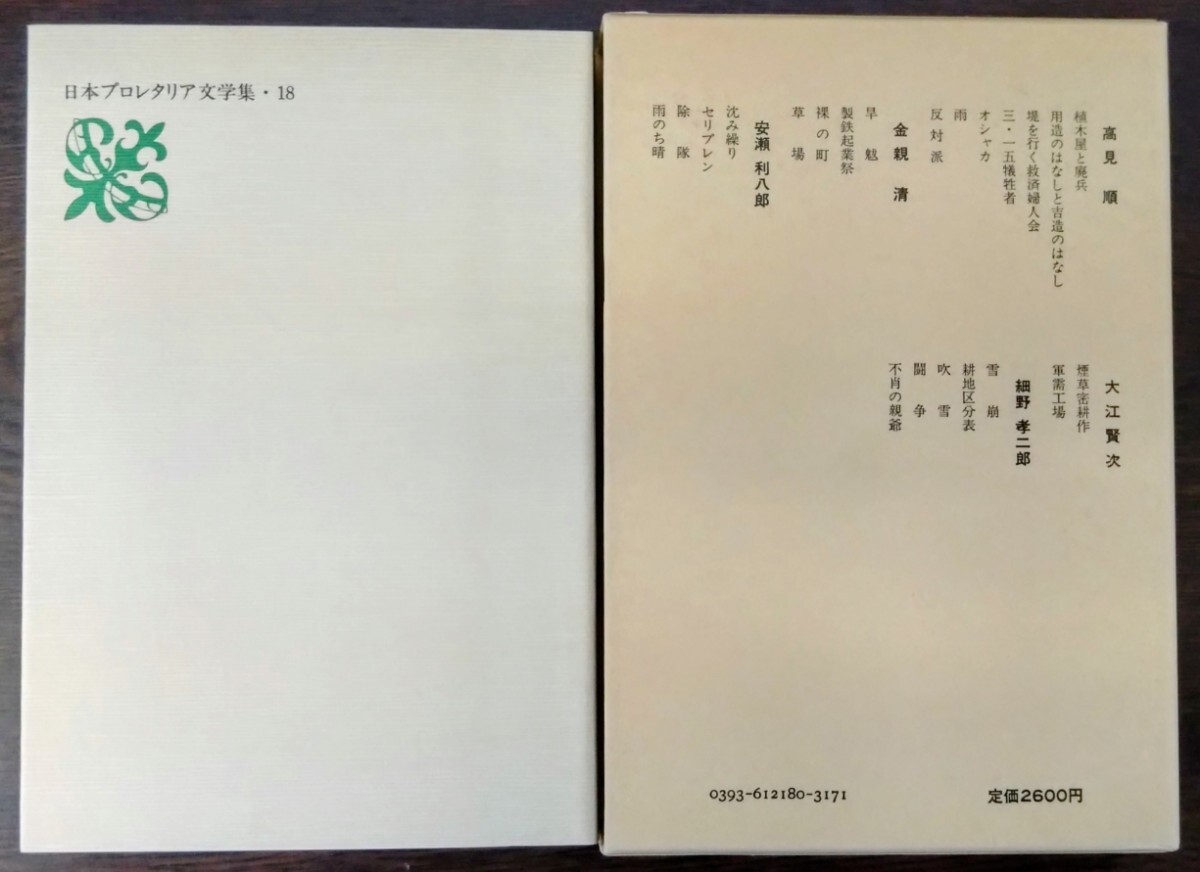 日本プロレタリア文学集・18
高見 順
植木屋と廃兵
用造のはなしと吉造のはなし
堤を行く救済婦人会
三・一五犠牲者
オシャカ
雨
反対派
金親 清
旱魃
製鉄起業祭
裸の町
草場
安瀬 利八郎
沈み繰り
セリプレン
除隊
雨のち晴
大江賢次
煙草密耕作
軍需工場
細野 孝二郎
雪崩
耕地区分表
吹雪
闘争
不肖の親爺
0393-612180-3171
定価2600円